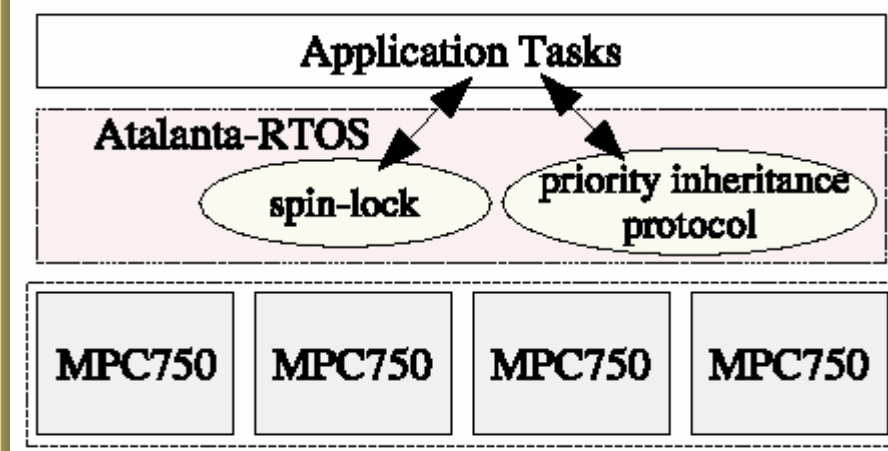 Application Tasks
Atalanta-RTOS
spin-lock
priority inheritance
protocol
MPC750 MPC750 MPC750 MPC750